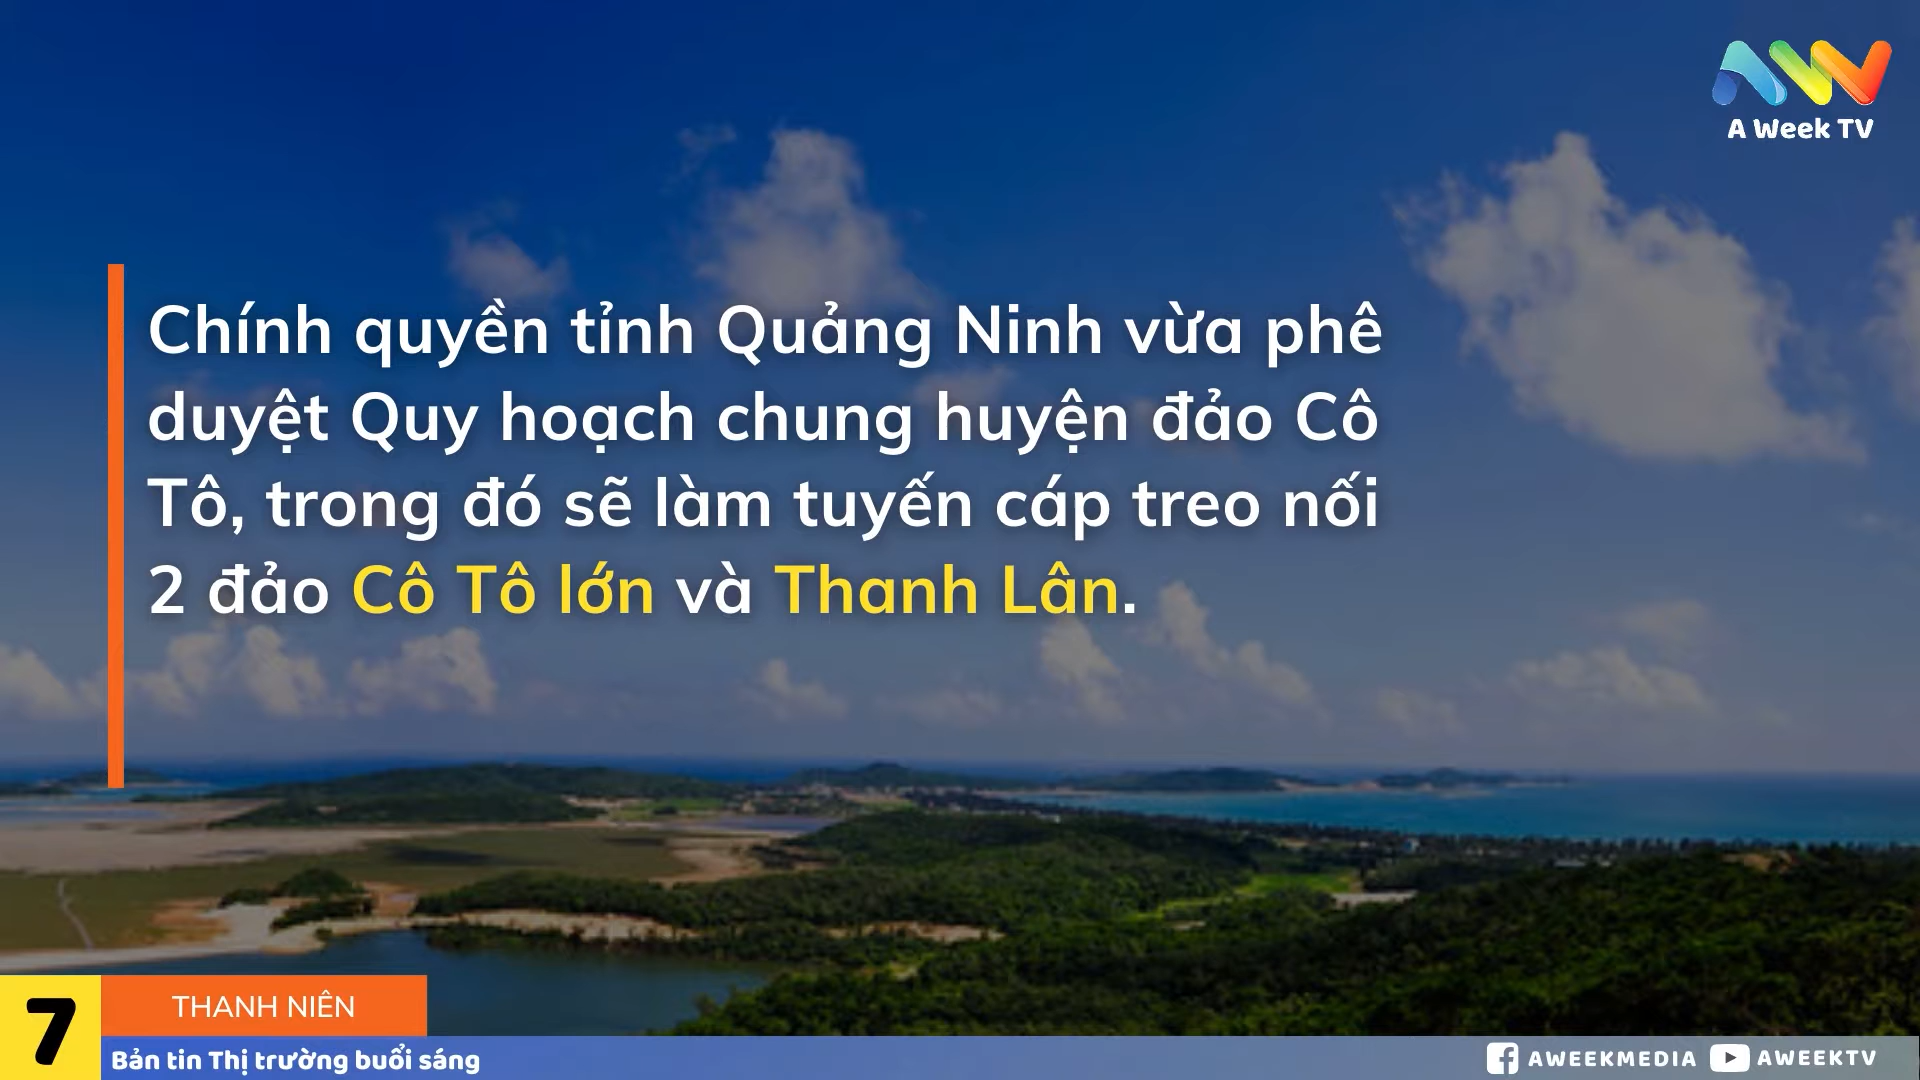 A Week TV
Chính quyền tỉnh Quảng Ninh vừa phê
duyệt Quy hoạch chung huyện đảo Cô
Tô, trong đó sẽ làm tuyến cáp treo nối
2 đảo Cô Tô lớn và Thanh Lân.
7
THANH NIÊN
Bản tin Thị trường buổi sáng
AWEEKMEDIA
AWEEKTV